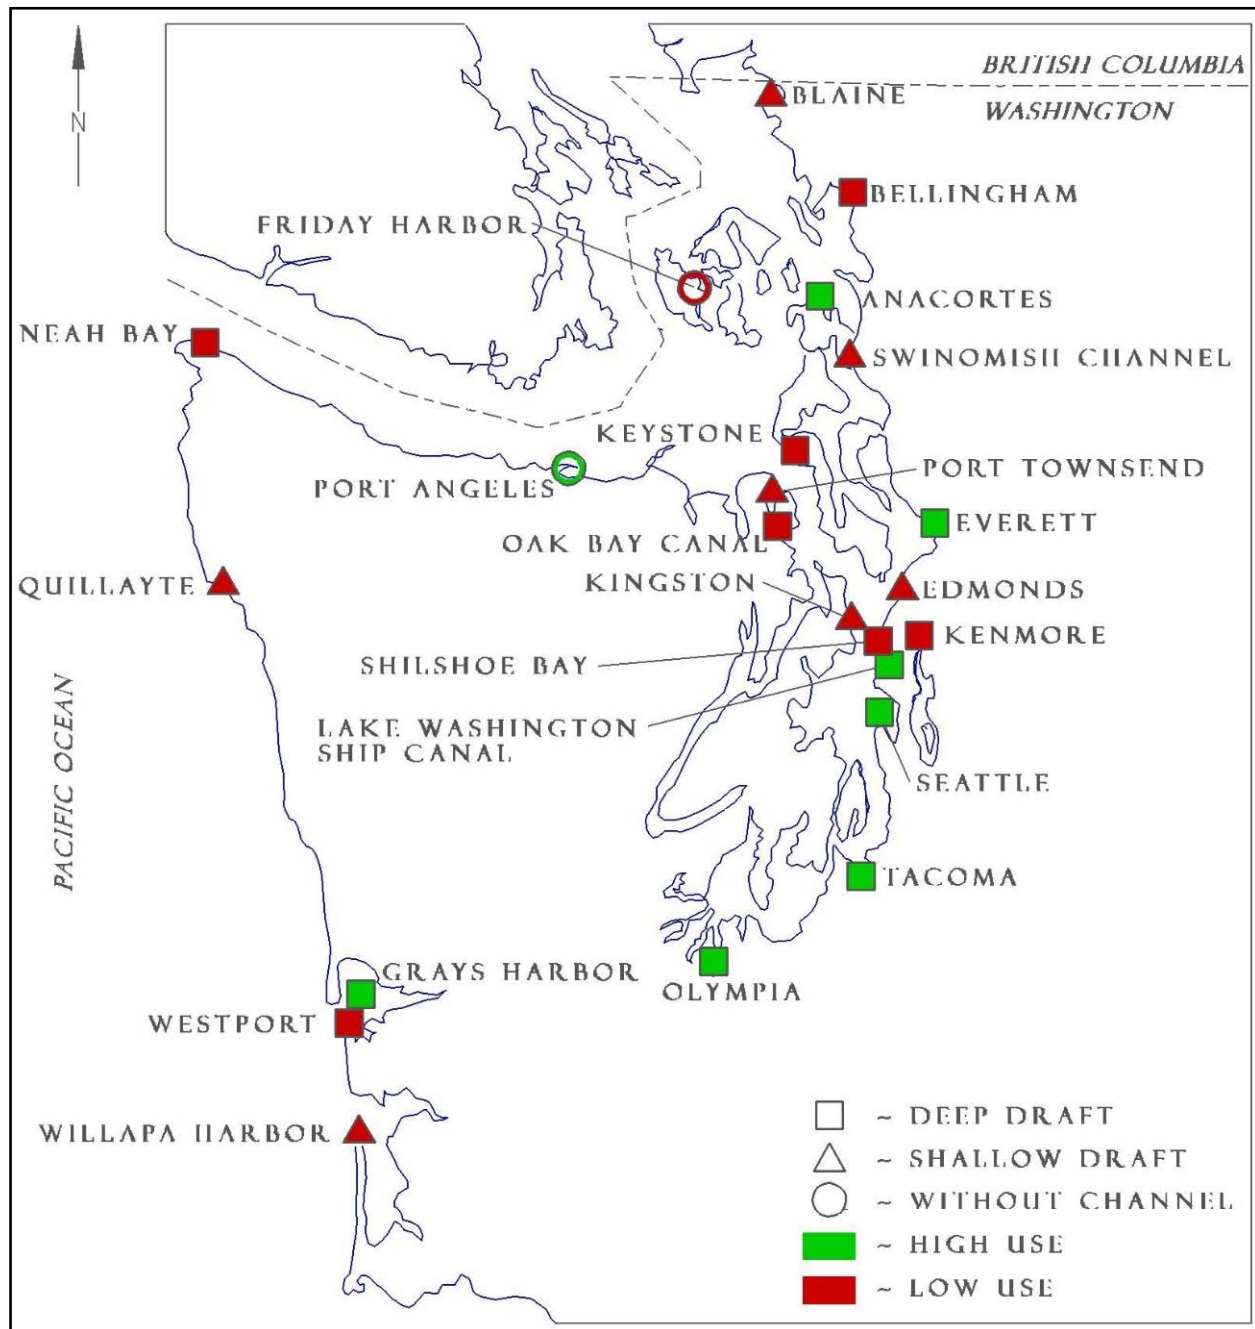 BRITISH COLUMBIA
WASHINGTON
N
BLAINE
BELLINGHAM
FRIDAY HARBOR
ANACORTES
NEAH BAY
SWINOMISH CHANNEL
KEYSTONE
PORT TOWNSEND
PORT ANGELES
EVERETT
OAK BAY CANAL
KINGSTON
QUILLAYTE
EDMONDS
KENMORE
SHILSHOE BAY
LAKE WASHINGTON
SHIP CANAL
PACIFIC OCEAN
SEATTLE
TACOMA
GRAYS HARBOR
OLYMPIA
WESTPORT
WILLAPA HARBOR
~ DEEP DRAFT
~ SHALLOW DRAFT
~ WITHOUT CHANNEL
~ HIGH USE
~ LOW USE